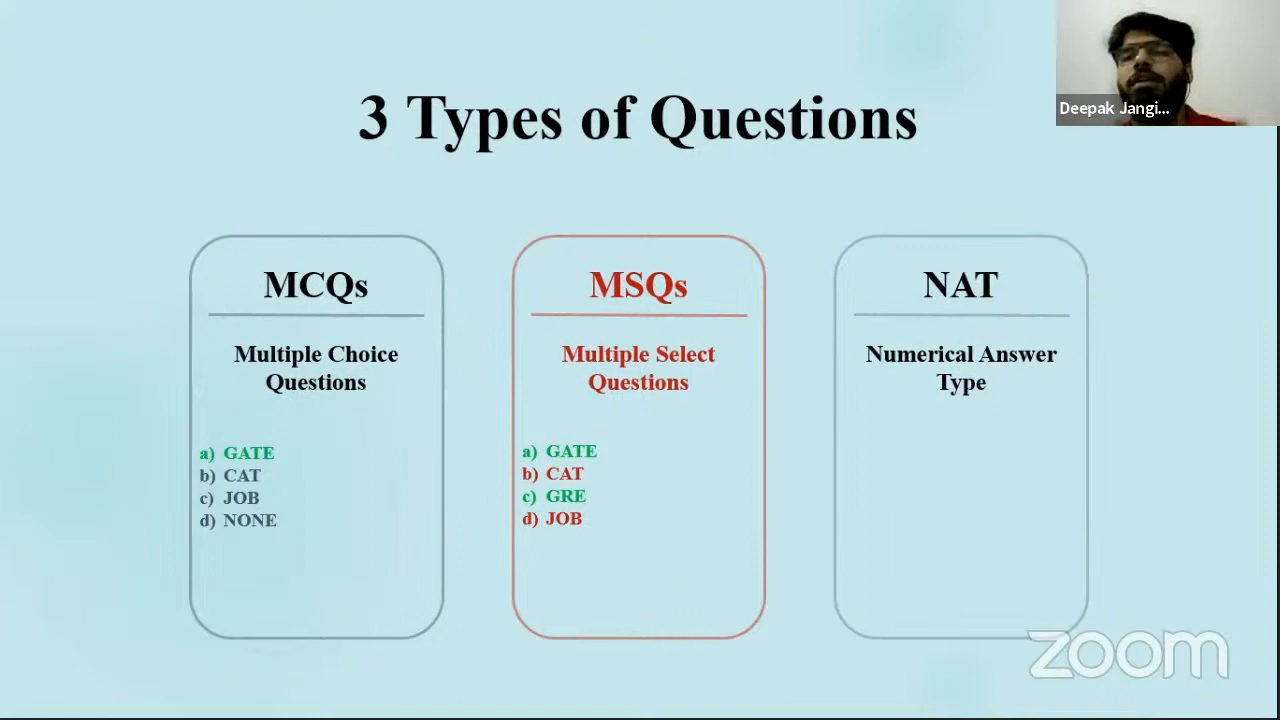 Deepak Jangi...
3 Types of Questions
MCQs
Multiple Choice
Questions
a) GATE
b) CAT
c) JOB
d) NONE
MSQs
Multiple Select
Questions
a) GATE
b) CAT
c) GRE
d) JOB
NAT
Numerical Answer
Type
zoom